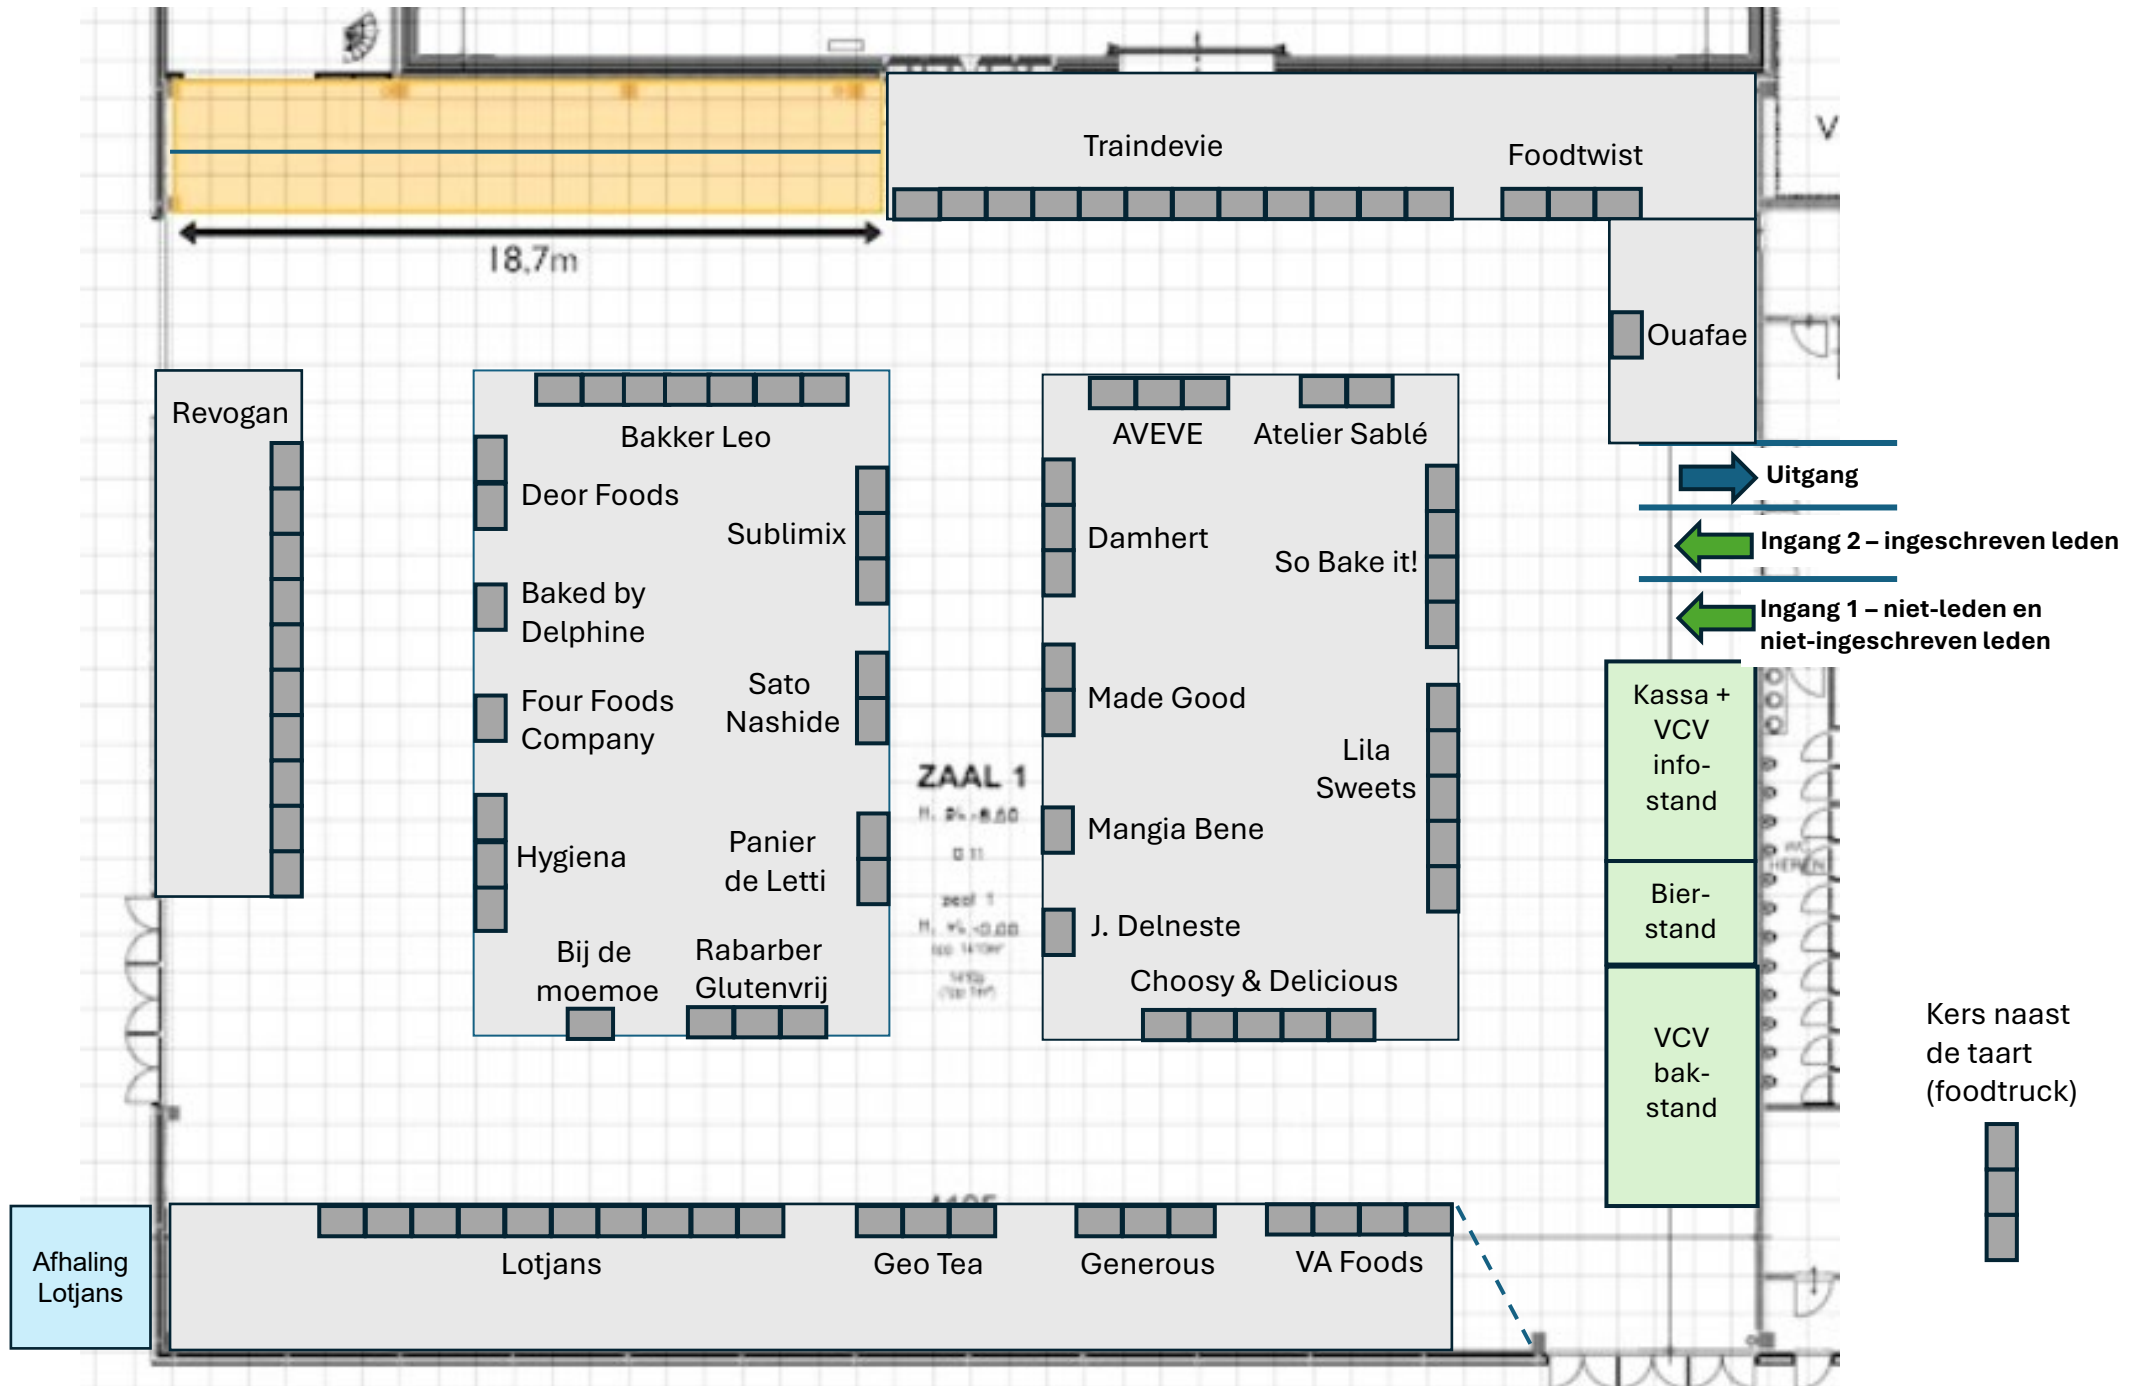 V
Traindevie
Foodtwist
18,7m
Ouafae
Revogan
Bakker Leo
AVEVE
Atelier Sablé
Uitgang
Deor Foods
Sublimix
Damhert
So Bake it!
Ingang 2 – ingeschreven leden
Baked by
Delphine
Ingang 1 – niet-leden en
niet-ingeschreven leden
Four Foods
Company
Sato
Nashide
Made Good
Kassa +
VCV
info-
stand
Lila
Sweets
ZAAL 1
Hygiena
Panier
de Letti
Mangia Bene
HEREN
Bier-
stand
zaal 1
J. Delneste
Bij de
moemoe
Rabarber
Glutenvrij
Choosy & Delicious
VCV
bak-
stand
Kers naast
de taart
(foodtruck)
Afhaling
Lotjans
Lotjans
Geo Tea
Generous
VA Foods